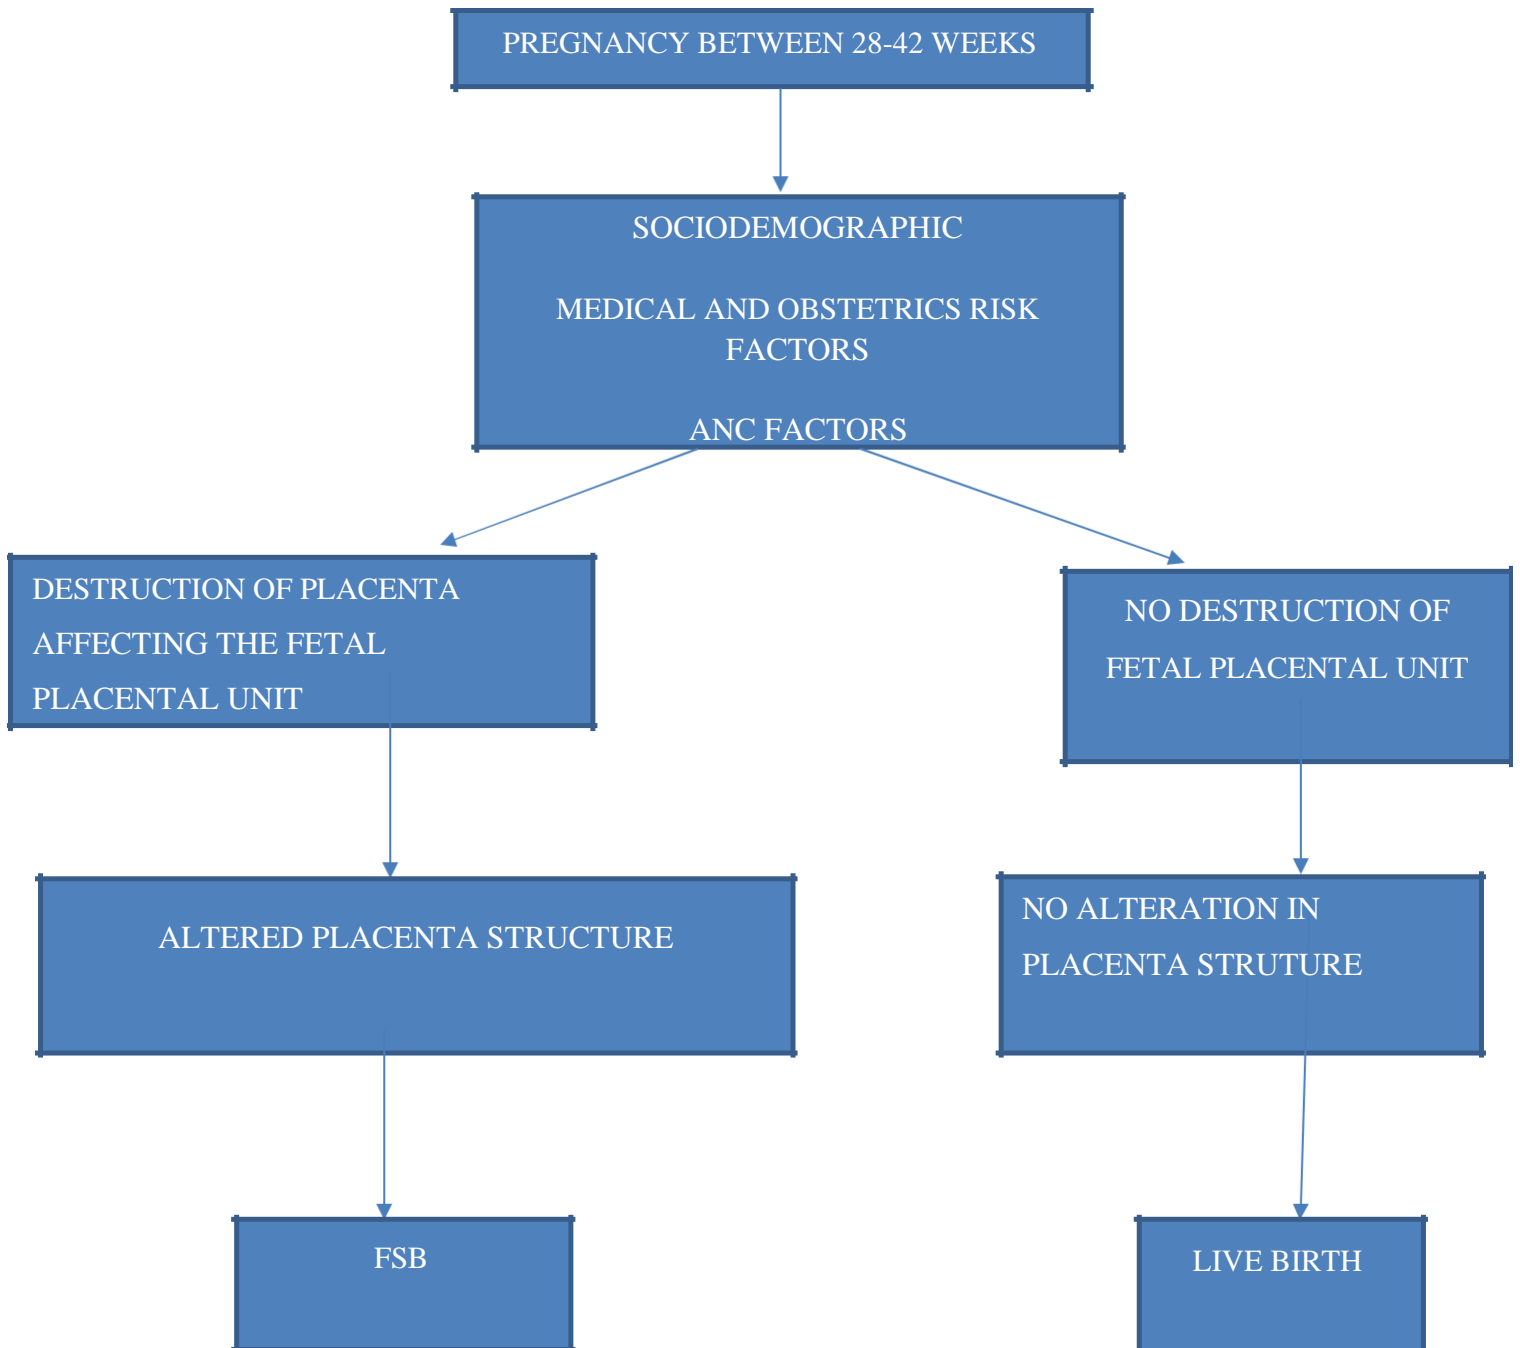 PREGNANCY BETWEEN 28-42 WEEKS
SOCIODEMOGRAPHIC
MEDICAL AND OBSTETRICS RISK
FACTORS
ANC FACTORS
DESTRUCTION OF PLACENTA
AFFECTING THE FETAL
PLACENTAL UNIT
NO DESTRUCTION OF
FETAL PLACENTAL UNIT
ALTERED PLACENTA STRUCTURE
NO ALTERATION IN
PLACENTA STRUTURE
FSB
LIVE BIRTH